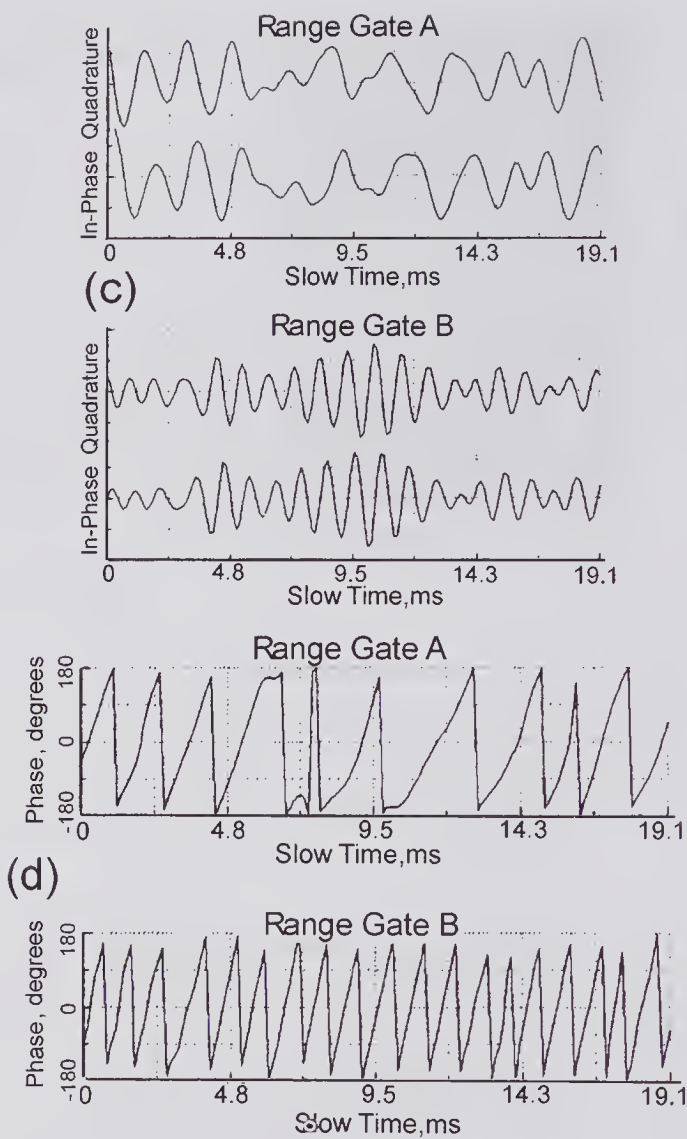 Range Gate A
In-Phase Quadrature
0 4.8 9.5 14.3 19.1
Slow Time,ms
(c)
Range Gate B
In-Phase Quadrature
0 4.8 9.5 14.3 19.1
Slow Time,ms
Range Gate A
Phase, degrees
180
0
-180
0 4.8 9.5 14.3 19.1
Slow Time,ms
(d)
Range Gate B
Phase, degrees
180
0
-180
0 4.8 9.5 14.3 19.1
Slow Time,ms